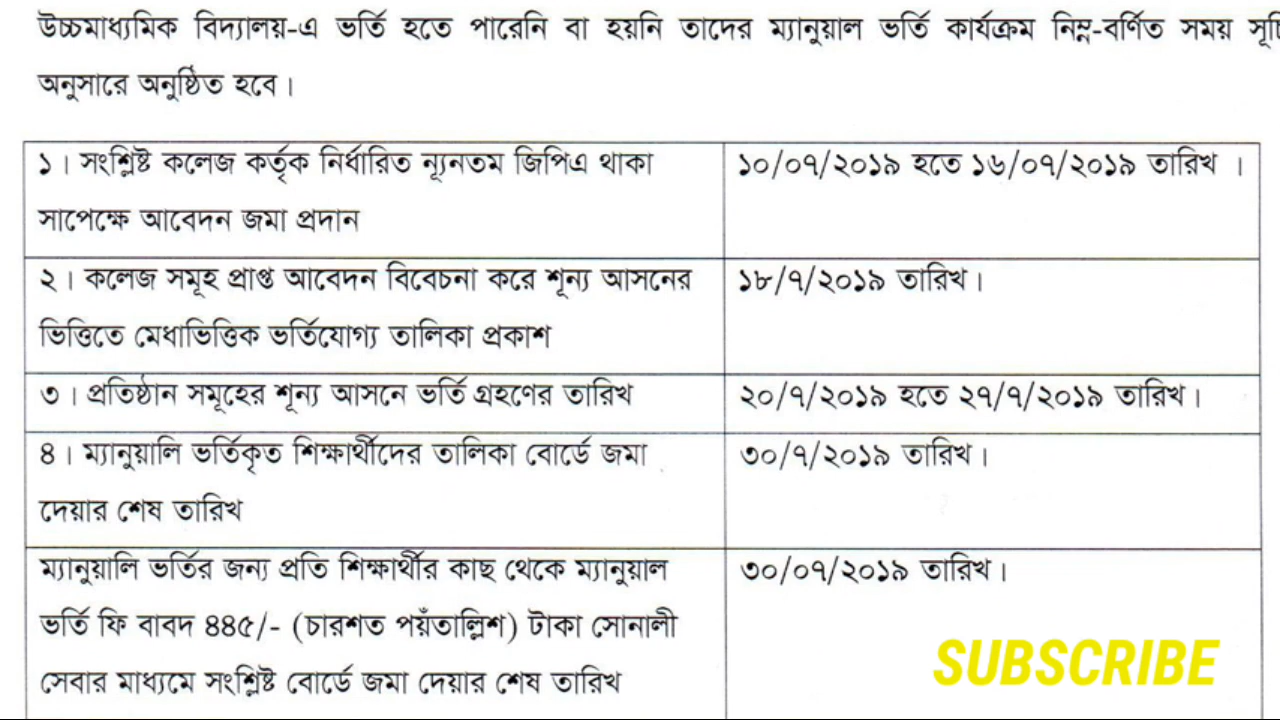 উচ্চমাধ্যমিক বিদ্যালয়-এ ভর্তি হতে পারেনি বা হয়নি তাদের ম্যানুয়াল ভর্তি কার্যক্রম নিম্ন-বর্ণিত সময়
অনুসারে অনুষ্ঠিত হবে।
১। সংশ্লিষ্ট কলেজ কর্তৃক নির্ধারিত ন্যূনতম জিপিএ থাকা
সাপেক্ষে আবেদন জমা প্রদান
১০/০৭/২০১৯ হতে ১৬/০৭/২০১৯ তারিখ ।
২। কলেজ সমূহ প্রাপ্ত আবেদন বিবেচনা করে শূন্য আসনের
ভিত্তিতে মেধাভিত্তিক ভর্তিযোগ্য তালিকা প্রকাশ
১৮/৭/২০১৯ তারিখ।
৩। প্রতিষ্ঠান সমূহের শূন্য আসনে ভর্তি গ্রহণের তারিখ
২০/৭/২০১৯ হতে ২৭/৭/২০১৯ তারিখ।
৪। ম্যানুয়ালি ভর্তিকৃত শিক্ষার্থীদের তালিকা বোর্ডে জমা
দেয়ার শেষ তারিখ
৩০/৭/২০১৯ তারিখ।
ম্যানুয়ালি ভর্তির জন্য প্রতি শিক্ষার্থীর কাছ থেকে ম্যানুয়াল
ভর্তি ফি বাবদ ৪৪৫/- (চারশত পয়ঁতাল্লিশ) টাকা সোনালী
সেবার মাধ্যমে সংশ্লিষ্ট বোর্ডে জমা দেয়ার শেষ তারিখ
৩০/০৭/২০১৯ তারিখ।
SUBSCRIBE